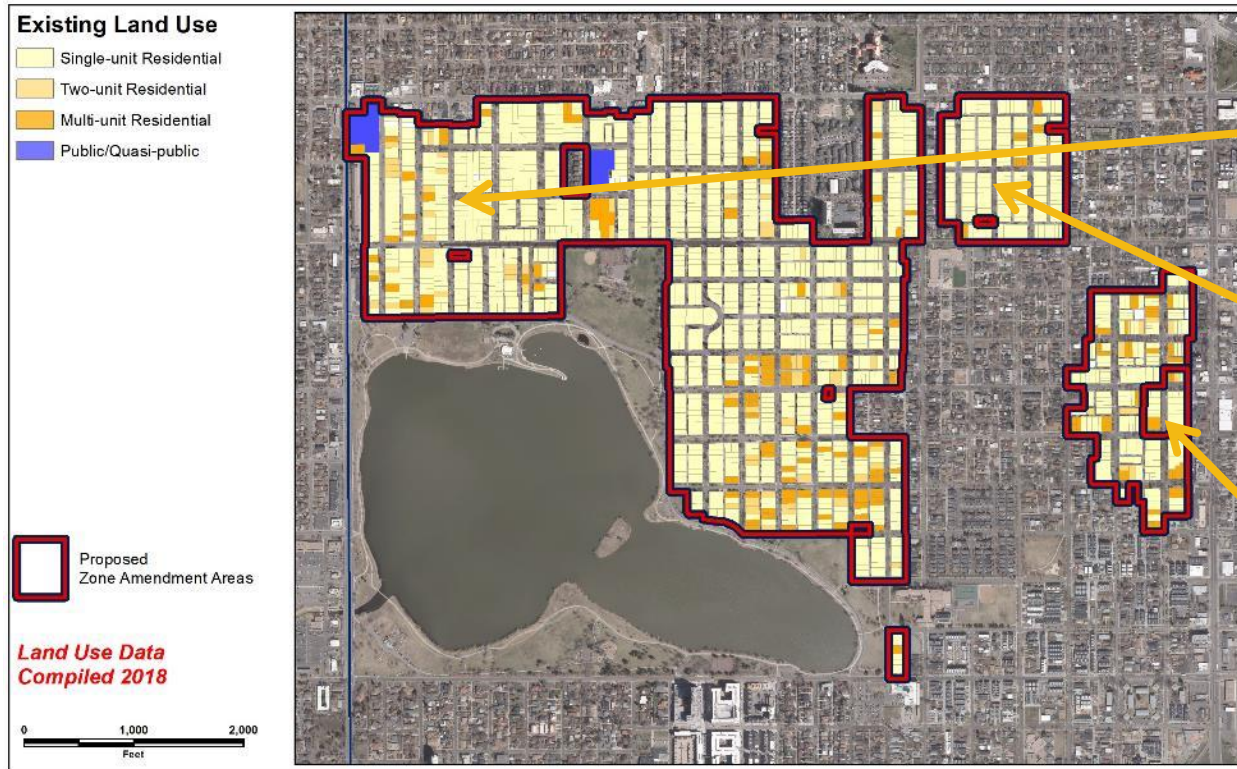 Existing Land Use
Single-unit Residential
Two-unit Residential
Multi-unit Residential
Public/Quasi-public
Proposed
Zone Amendment Areas
Land Use Data
Compiled 2018
0 1,000 2,000
Feet